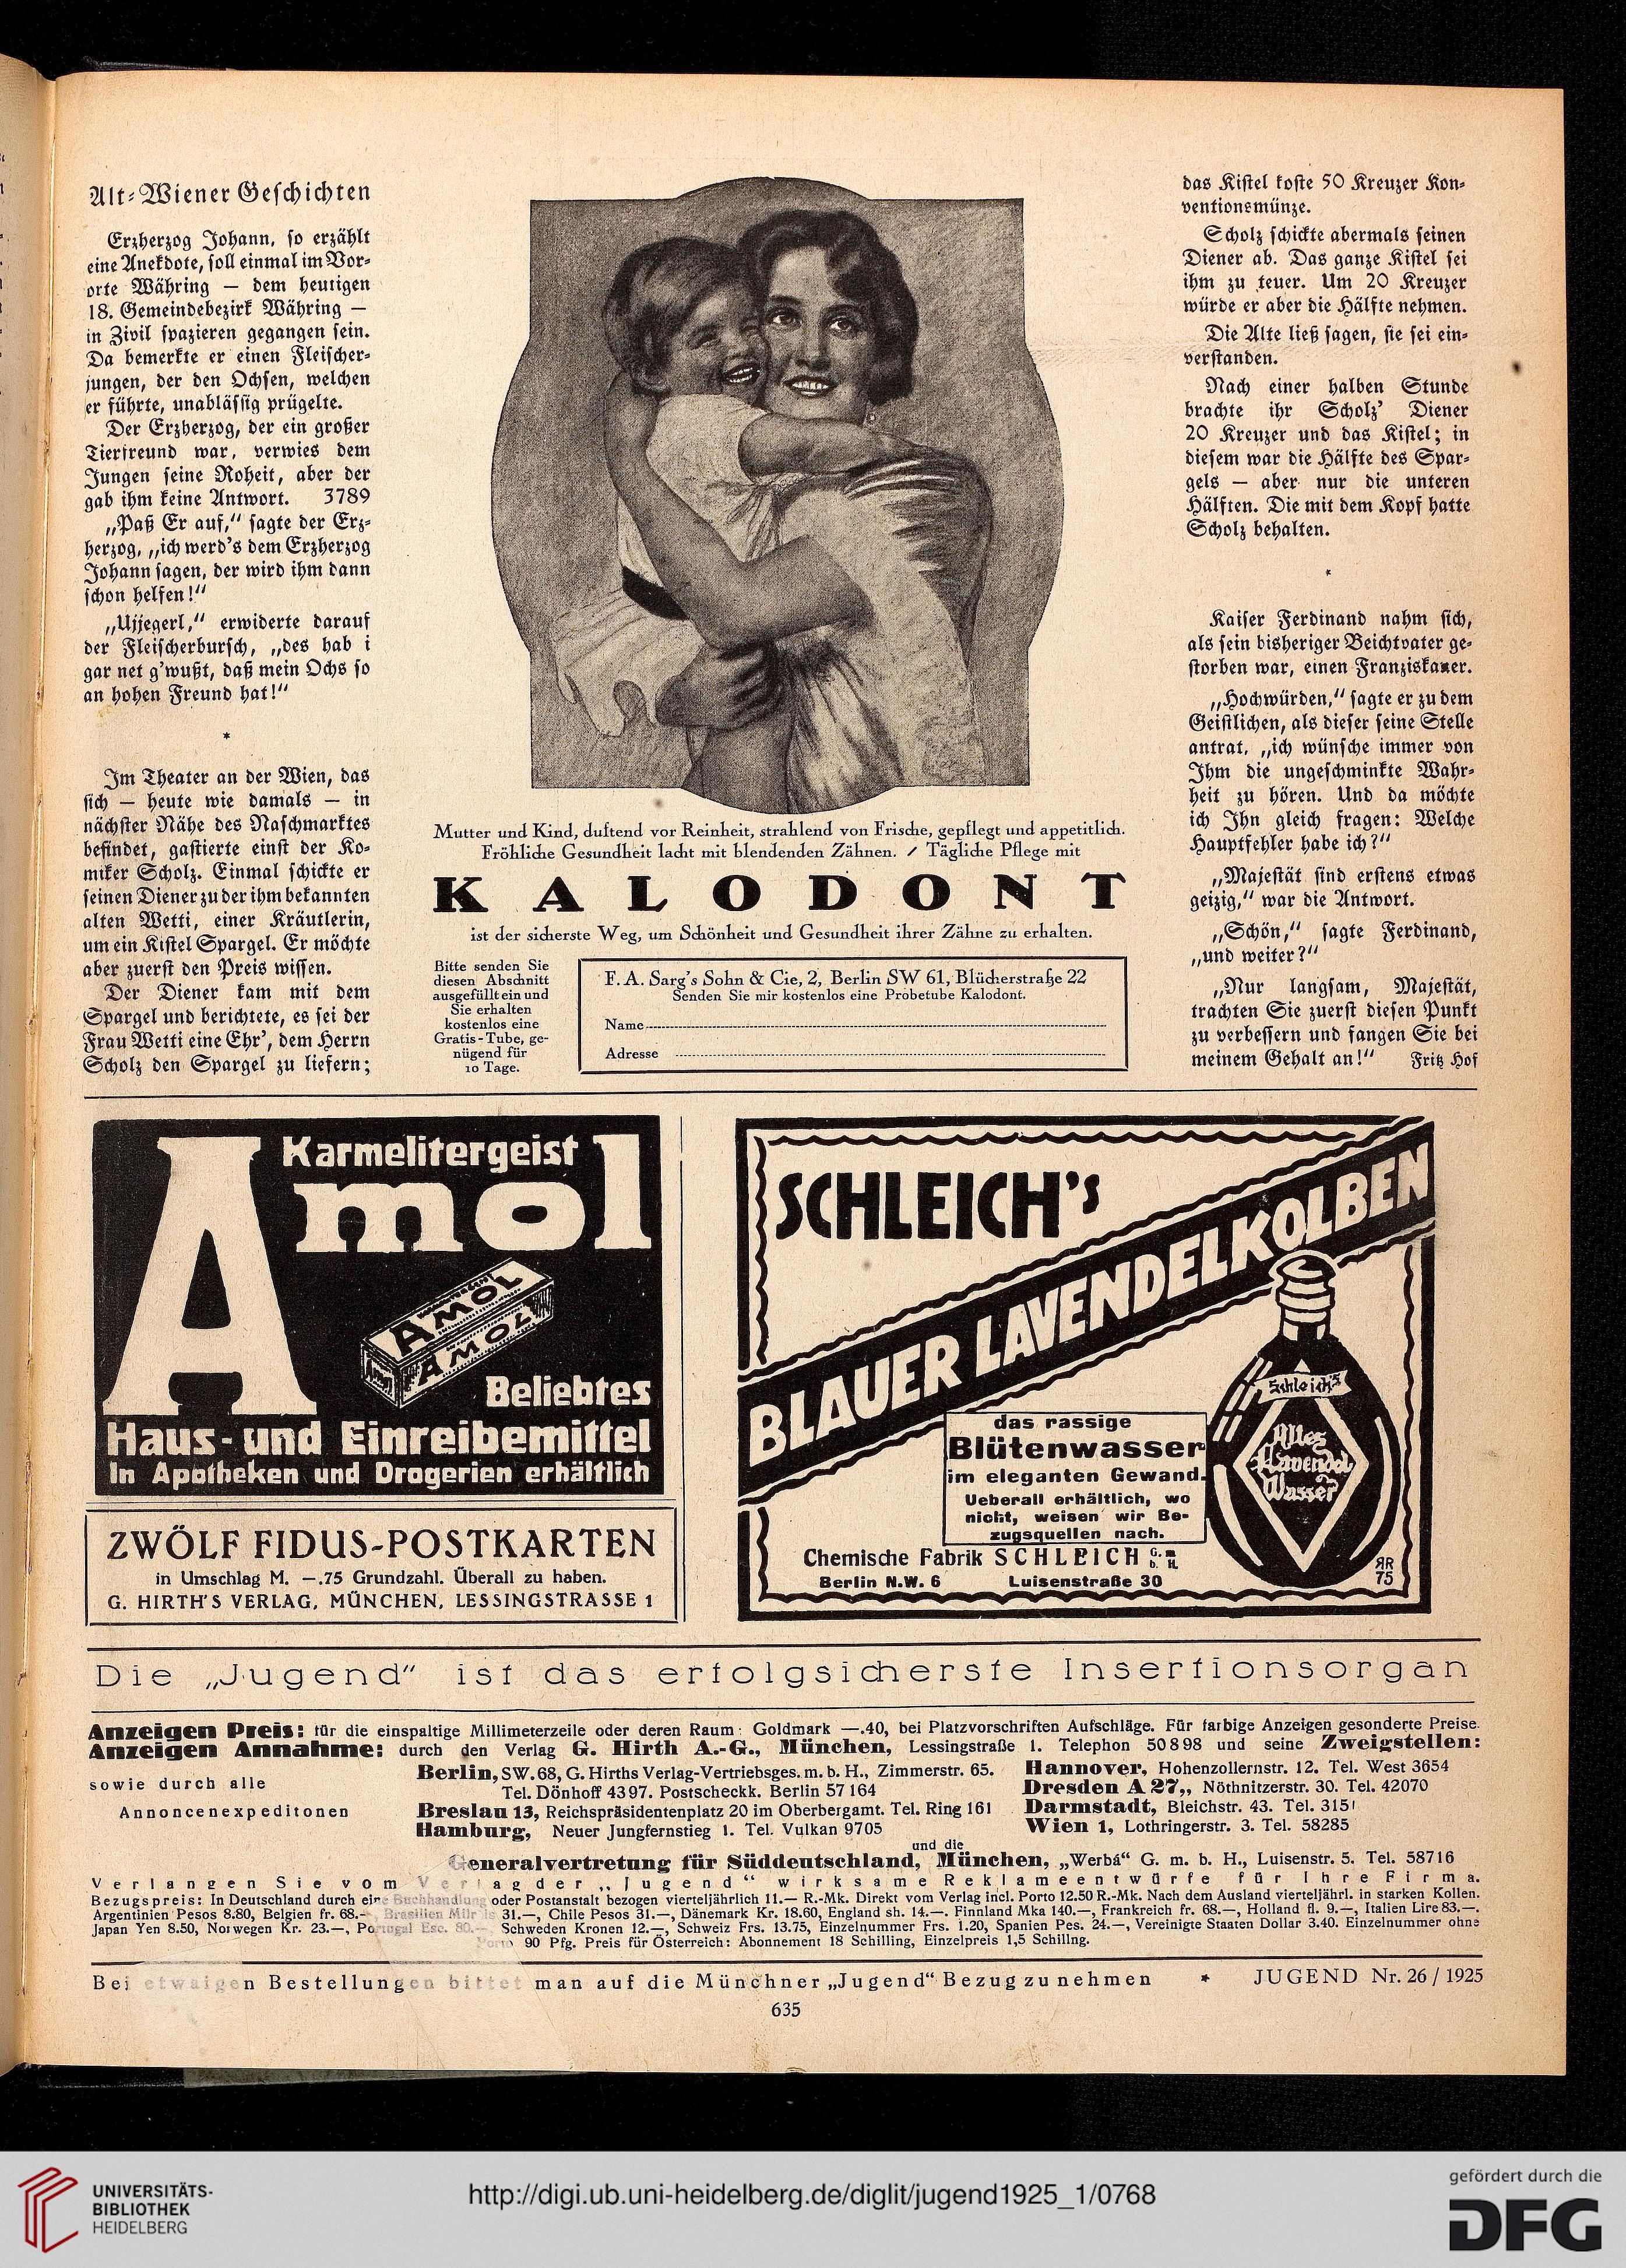 Alt-Wiener Geschichten
Erzherzog Johann, so erzählt
eine Anekdote, soll einmal im Vor-
orte Währing — dem heutigen
18. Gemeindebezirk Währing —
in Zivil spazieren gegangen sein.
Da bemerkte er einen Fleischer-
jungen, der den Ochsen, welchen
er führte, unablässig prügelte.
Der Erzherzog, der ein großer
Tierfreund war, verwies dem
Jungen seine Roheit, aber der
gab ihm keine Antwort. 3789
„Paß Er auf,“ sagte der Erz-
herzog, „ich werd's dem Erzherzog
Johann sagen, der wird ihm dann
schon helfen!“
„Ujjegerl,“ erwiderte darauf
der Fleischerbursch, „des hab i
gar net g'wußt, daß mein Ochs so
an hohen Freund hat!“
*
Im Theater an der Wien, das
sich — heute wie damals — in
nächster Nähe des Naschmarktes
befindet, gastierte einst der Ko-
miker Scholz. Einmal schickte er
seinen Diener zu der ihm bekannten
alten Wetti, einer Kräutlerin,
um ein Kistel Spargel. Er möchte
aber zuerst den Preis wissen.
Der Diener kam mit dem
Spargel und berichtete, es sei der
Frau Wetti eine Ehr', dem Herrn
Scholz den Spargel zu liefern;
Mutter und Kind, duftend vor Reinheit, strahlend von Frische, gepflegt und appetitlich.
Fröhliche Gesundheit lacht mit blendenden Zähnen. / Tägliche Pflege mit
KALODONT
ist der sicherste Weg, um Schönheit und Gesundheit ihrer Zähne zu erhalten.
Bitte senden Sie
diesen Abschnitt
ausgefüllt ein und
Sie erhalten
kostenlos eine
Gratis-Tube, ge-
nügend für
10 Tage.
F. A. Sarg's Sohn & Cie, 2, Berlin SW 61, Blücherstraße 22
Senden Sie mir kostenlos eine Probetube Kalodont.
Name
Adresse
das Kistel koste 50 Kreuzer Kon-
ventionsmünze.
Scholz schickte abermals seinen
Diener ab. Das ganze Kistel sei
ihm zu teuer. Um 20 Kreuzer
würde er aber die Hälfte nehmen.
Die Alte ließ sagen, sie sei ein-
verstanden.
Nach einer halben Stunde
brachte ihr Scholz' Diener
20 Kreuzer und das Kistel; in
diesem war die Hälfte des Spar-
gels — aber nur die unteren
Hälften. Die mit dem Kopf hatte
Scholz behalten.
*
Kaiser Ferdinand nahm sich,
als sein bisheriger Beichtvater ge-
storben war, einen Franziskaner.
„Hochwürden,“ sagte er zu dem
Geistlichen, als dieser seine Stelle
antrat, „ich wünsche immer von
Ihm die ungeschminkte Wahr-
heit zu hören. Und da möchte
ich Ihn gleich fragen: Welche
Hauptfehler habe ich?“
„Majestät sind erstens etwas
geizig,“ war die Antwort.
„Schön,“ sagte Ferdinand,
„und weiter?“
„Nur langsam, Majestät,
trachten Sie zuerst diesen Punkt
zu verbessern und fangen Sie bei
meinem Gehalt an!“ Fritz Hof
Karmelitergeist
Amol
AMOL
AMOL
Beliebtes
Haus- und Einreibemittel
In Apotheken und Drogerien erhältlich
ZWÖLF FIDUS-POSTKARTEN
in Umschlag M. —.75 Grundzahl. Überall zu haben.
G. HIRTH'S VERLAG, MÜNCHEN, LESSINGSTRASSE 1
SCHLEICH'S
BLAUER LAVENDELKOLBEN
das rassige
Blütenwasser
im eleganten Gewand.
Ueberall erhältlich, wo
nicht, weisen wir Be-
zugsquellen nach.
Schleich's
Altes
Lavendel
Wasser
Chemische Fabrik SCHLEICH G. m. b. H.
Berlin N.W. 6 Luisenstraße 30
RR
75
Die „Jugend“ ist das erfolgsicherste Insertionsorgan
Anzeigen Preis: für die einspaltige Millimeterzeile oder deren Raum: Goldmark —.40, bei Platzvorschriften Aufschläge. Für farbige Anzeigen gesonderte Preise.
Anzeigen Annahme: durch den Verlag G. Hirth A.-G., München, Lessingstraße 1. Telephon 50898 und seine Zweigstellen:
sowie durch alle
Annoncenexpeditonen
Berlin, SW. 68, G. Hirths Verlag-Vertriebsges. m. b. H., Zimmerstr. 65.
Tel. Dönhoff 4397. Postscheckk. Berlin 57164
Breslau 13, Reichspräsidentenplatz 20 im Oberbergamt. Tel. Ring 161
Hamburg, Neuer Jungfernstieg 1. Tel. Vulkan 9705
Hannover, Hohenzollernstr. 12. Tel. West 3654
Dresden A 27,, Nöthnitzerstr. 30. Tel. 42070
Darmstadt, Bleichstr. 43. Tel. 3151
Wien 1, Lothringerstr. 3. Tel. 58285
und die
Generalvertretung für Süddeutschland, München, „Werbá“ G. m. b. H., Luisenstr. 5. Tel. 58716
Verlangen Sie vom Verlag der „Jugend“ wirksame Reklameentwürfe für Ihre Firma.
Bezugspreis: In Deutschland durch eine Buchhandlung oder Postanstalt bezogen vierteljährlich 11.— R.-Mk. Direkt vom Verlag incl. Porto 12.50 R.-Mk. Nach dem Ausland vierteljährl. in starken Kollen.
Argentinien Pesos 8.80, Belgien fr. 68.—, Brasilien Milreis 31.—, Chile Pesos 31.—, Dänemark Kr. 18.60, England sh. 14.—. Finnland Mka 140.—, Frankreich fr. 68.—, Holland fl. 9.—, Italien Lire 83.—.
Japan Yen 8.50, Norwegen Kr. 23.—, Portugal Esc. 80.—, Schweden Kronen 12.—, Schweiz Frs. 13.75, Einzelnummer Frs. 1.20, Spanien Pes. 24.—, Vereinigte Staaten Dollar 3.40. Einzelnummer ohne
Porto 90 Pfg. Preis für Österreich: Abonnement 18 Schilling, Einzelpreis 1,5 Schillng.
Bei etwaigen Bestellungen bittet man auf die Münchner „Jugend“ Bezug zu nehmen * JUGEND Nr. 26 / 1925
635
UNIVERSITÄTS-
BIBLIOTHEK
HEIDELBERG
http://digi.ub.uni-heidelberg.de/diglit/jugend1925_1/0768
gefördert durch die
DFG